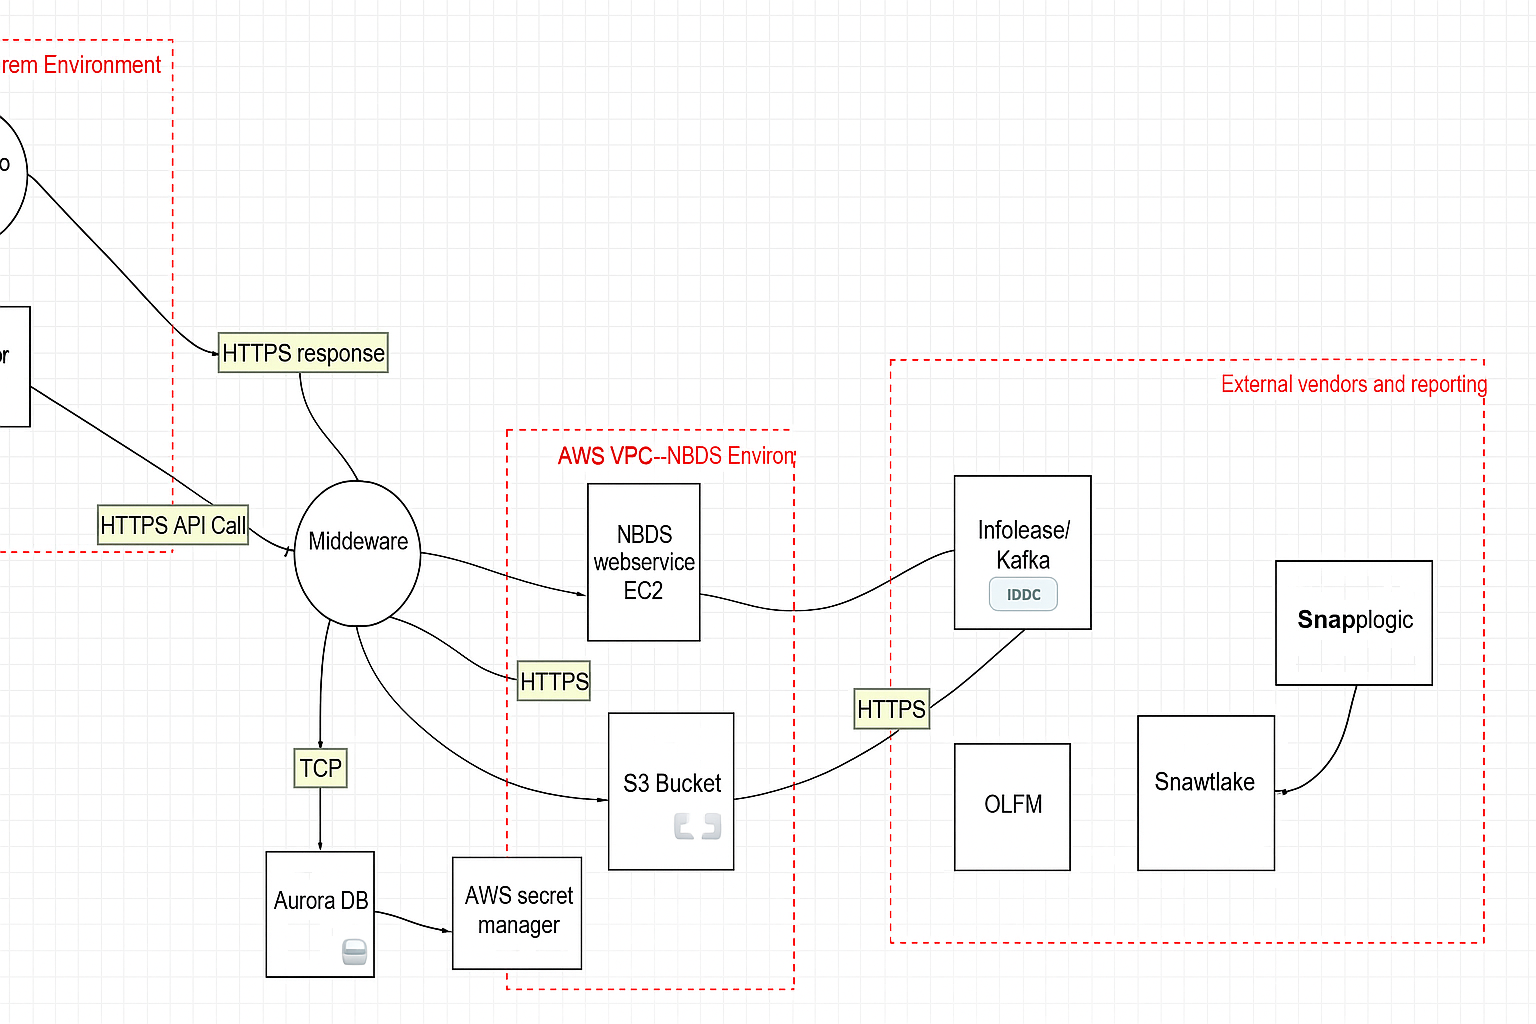 rem Environment
o
or
HTTPS response
HTTPS API Call
Middeware
External vendors and reporting
AWS VPC--NBDS Environ
NBDS
webservice
EC2
Infolease/
Kafka
IDDC
Snapplogic
HTTPS
HTTPS
TCP
S3 Bucket
Snawtlake
OLFM
Aurora DB
AWS secret
manager